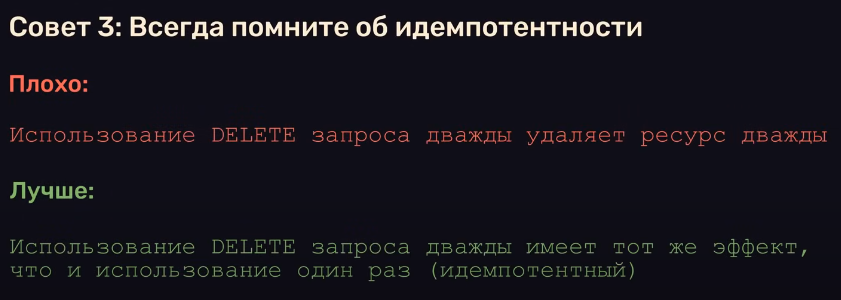 Совет 3: Всегда помните об идемпотентности
Плохо:
Использование DELETE запроса дважды удаляет ресурс дважды
Лучше:
Использование DELETE запроса дважды имеет тот же эффект,
что и использование один раз (идемпотентный)